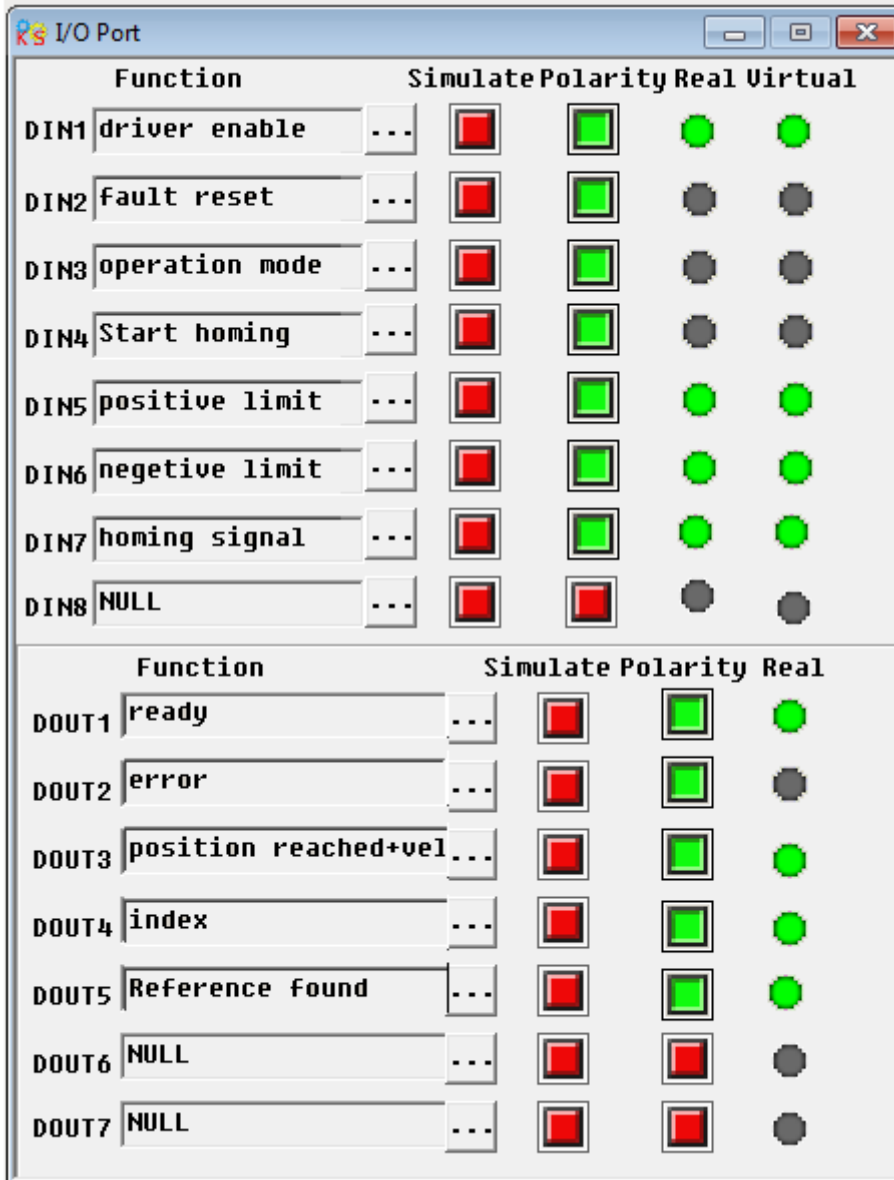 I/O Port
Function Simulate Polarity Real Virtual
DIN1 driver enable ...
DIN2 fault reset ...
DIN3 operation mode ...
DIN4 Start homing ...
DIN5 positive limit ...
DIN6 negetive limit ...
DIN7 homing signal ...
DIN8 NULL ...
Function Simulate Polarity Real
DOUT1 ready ...
DOUT2 error ...
DOUT3 position reached+vel ...
DOUT4 index ...
DOUT5 Reference found ...
DOUT6 NULL ...
DOUT7 NULL ...